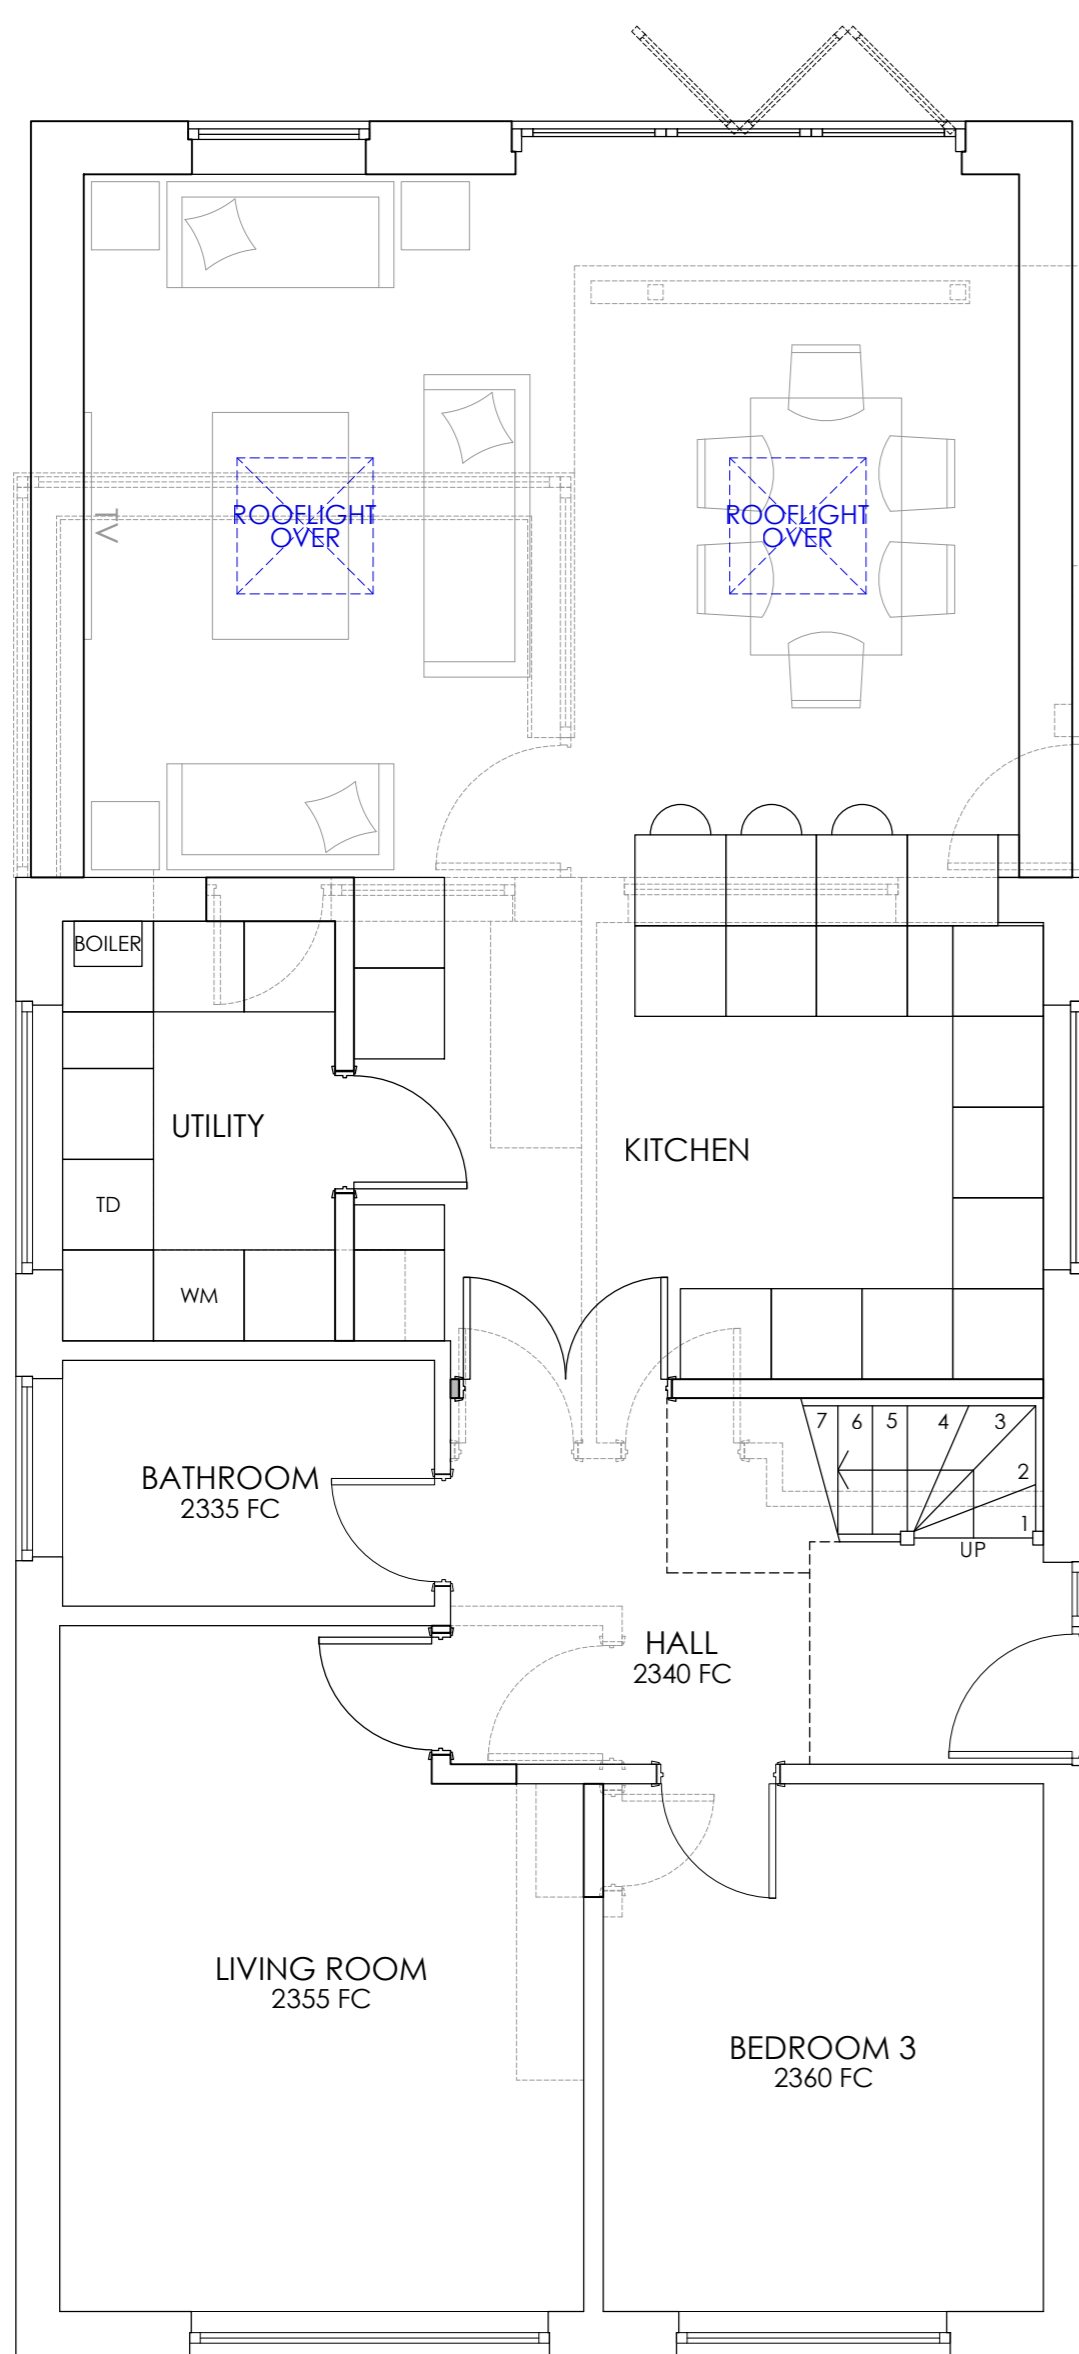 ROOFLIGHT
OVER
ROOFLIGHT
OVER
TV
BOILER
UTILITY
KITCHEN
TD
WM
7 6 5 4 3
2
1
UP
BATHROOM
2335 FC
HALL
2340 FC
LIVING ROOM
2355 FC
BEDROOM 3
2360 FC